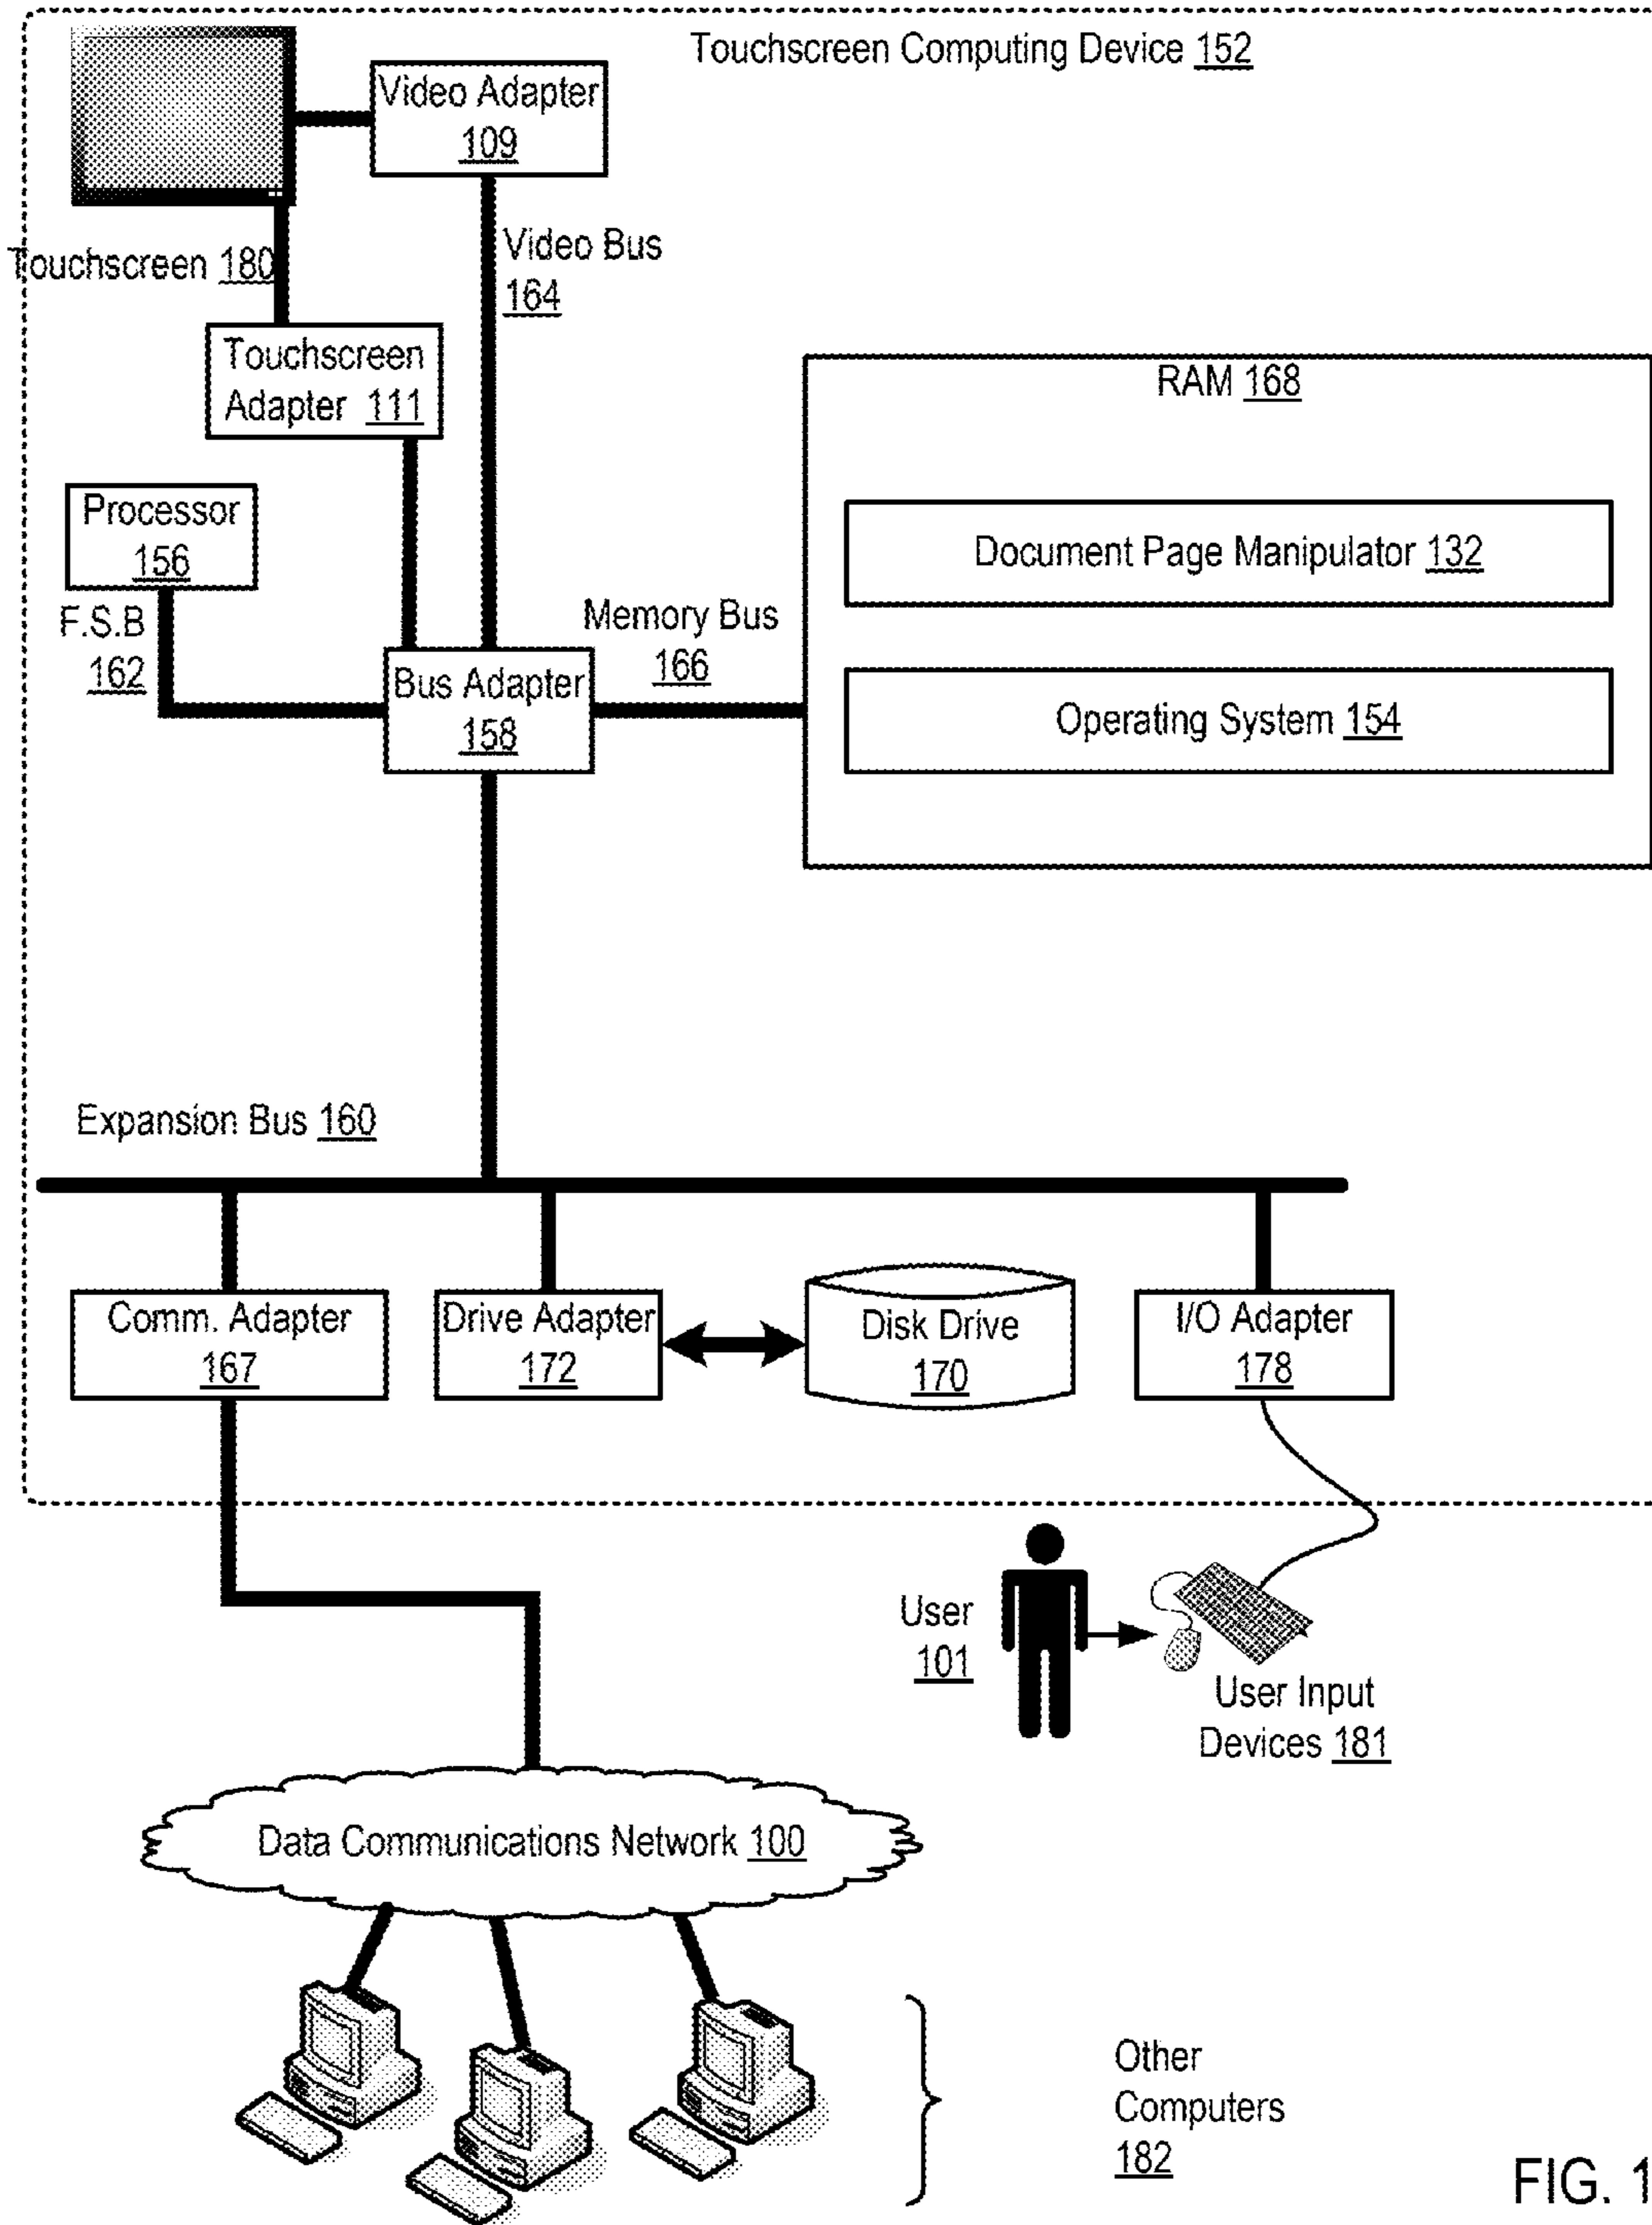 Touchscreen Computing Device 152
Video Adapter
109
Touchscreen 180
Video Bus
164
Touchscreen
Adapter 111
RAM 168
Processor
156
Document Page Manipulator 132
F.S.B
162
Memory Bus
166
Bus Adapter
158
Operating System 154
Expansion Bus 160
Comm. Adapter
167
Drive Adapter
172
Disk Drive
170
I/O Adapter
178
User
101
User Input
Devices 181
Data Communications Network 100
Other
Computers
182
FIG. 1